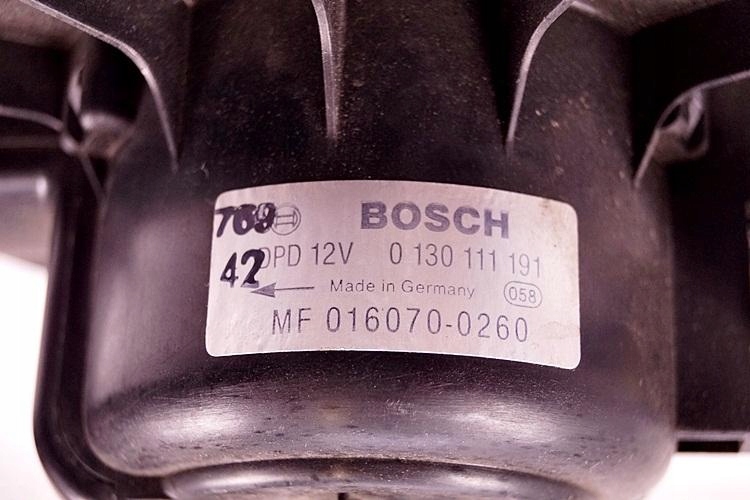 769 BOSCH
42 DPD 12V 0 130 111 191
Made in Germany 058
MF 016070-0260